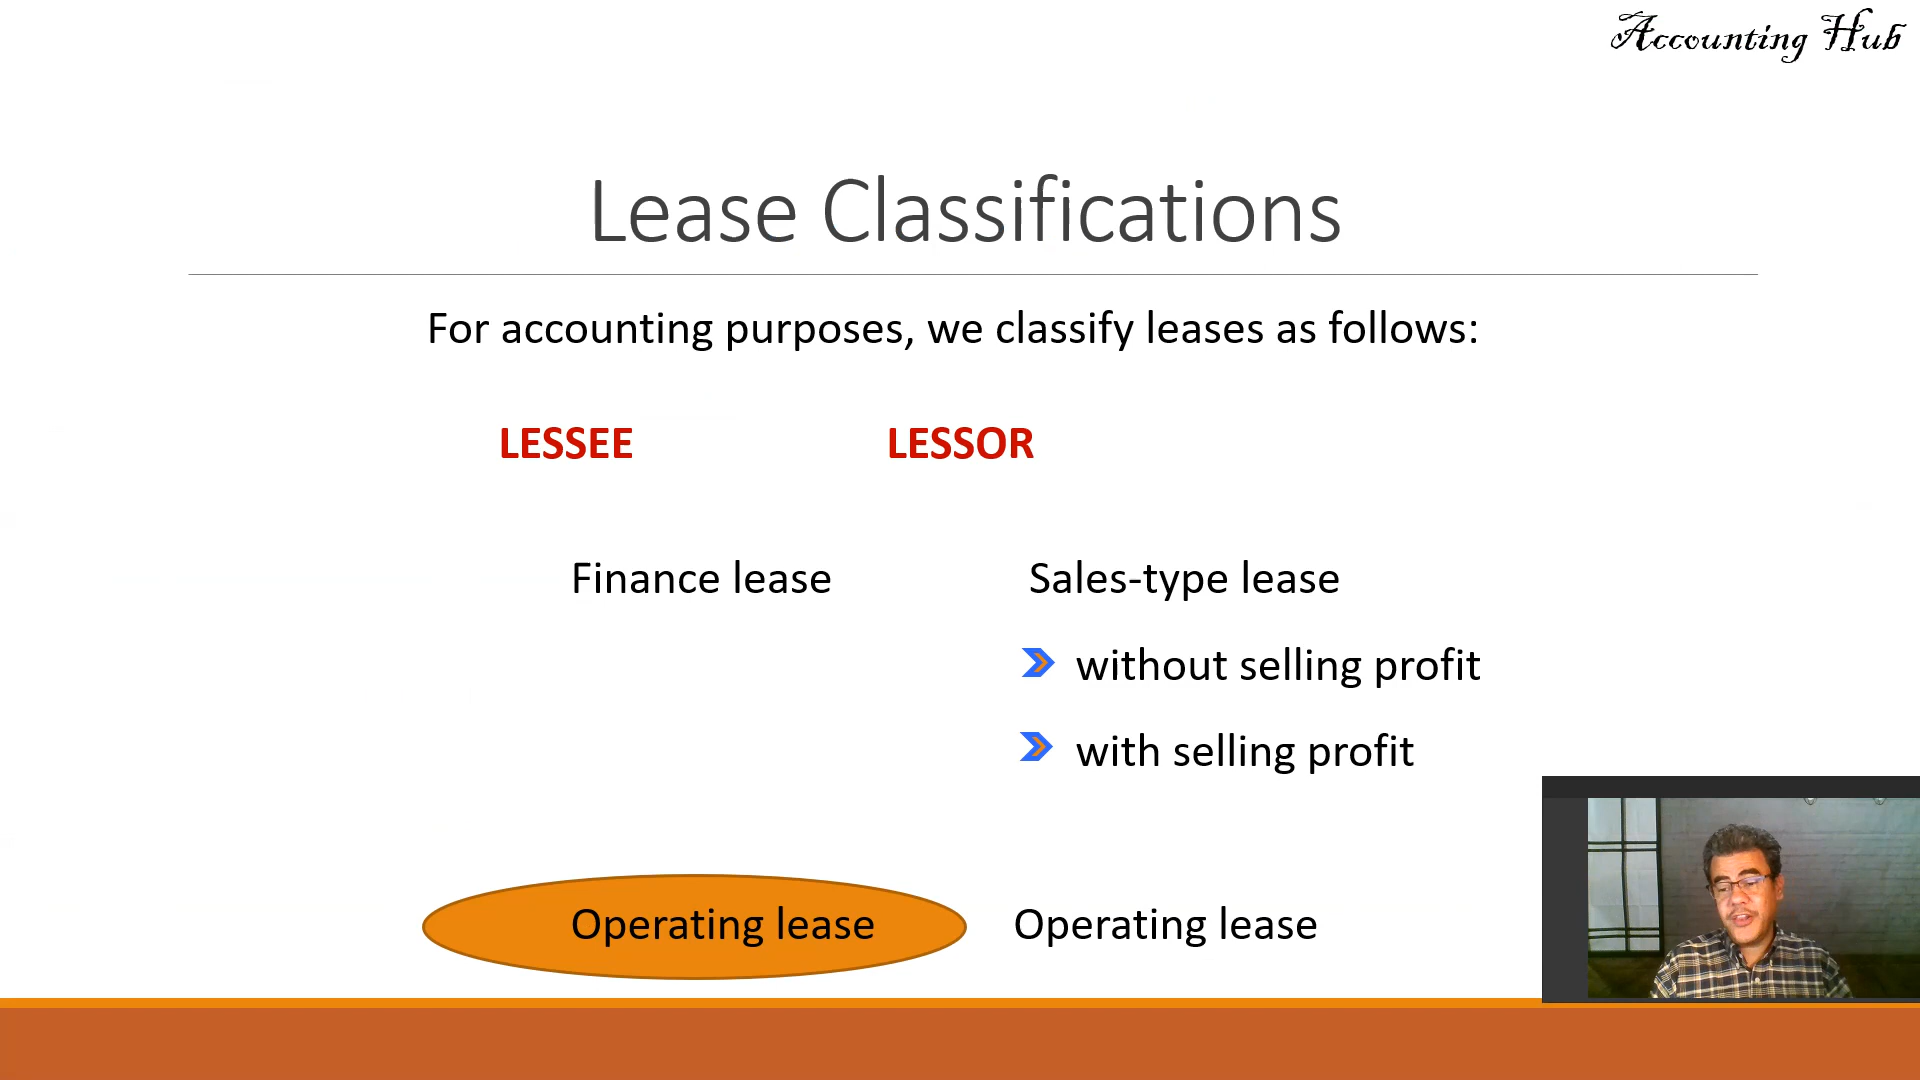 Accounting Hub
Lease Classifications
For accounting purposes, we classify leases as follows:
LESSEE LESSOR
Finance lease Sales-type lease
without selling profit
with selling profit
Operating lease Operating lease